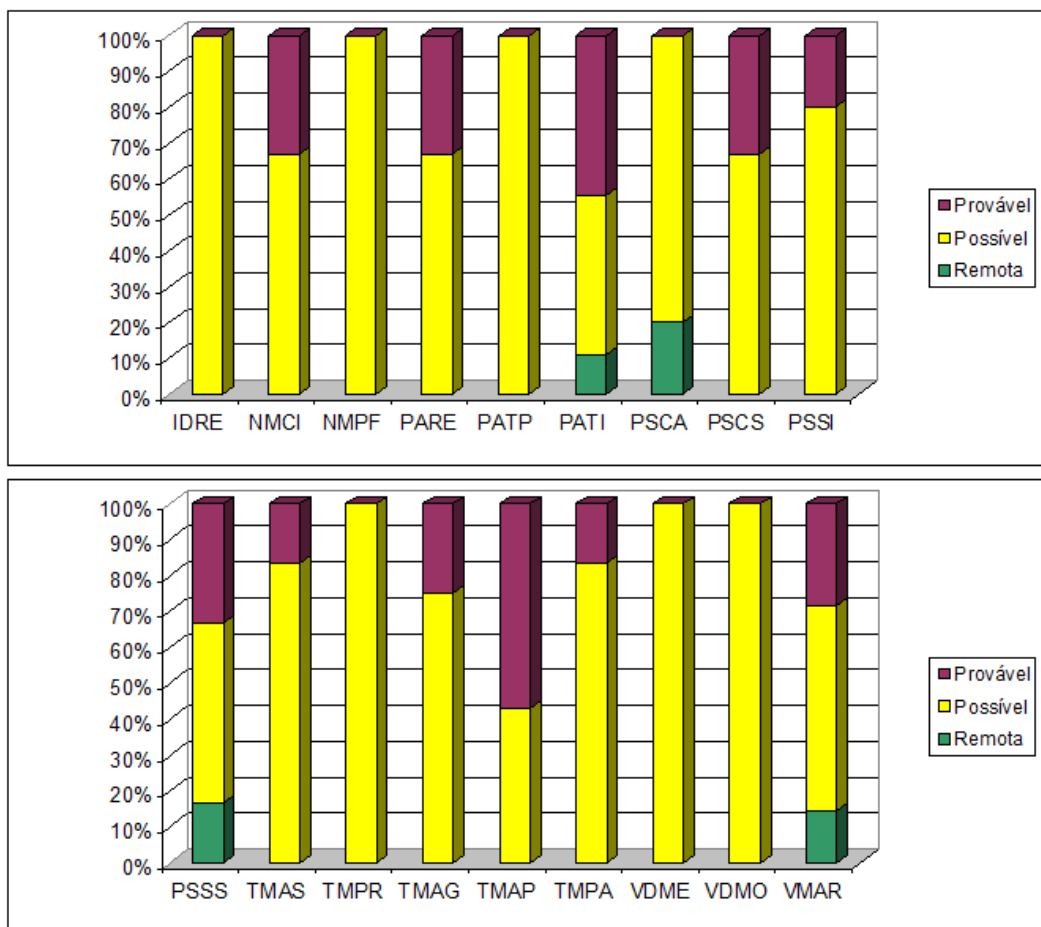 100%
90%
80%
70%
60%
50%
40%
30%
20%
10%
0%
IDRE NMCI NMPF PARE PATP PATI PSCA PSCS PSSI
Provável
Possível
Remota
100%
90%
80%
70%
60%
50%
40%
30%
20%
10%
0%
PSSS TMAS TMPR TMAG TMAP TMPA VDME VDMO VMAR
Provável
Possível
Remota